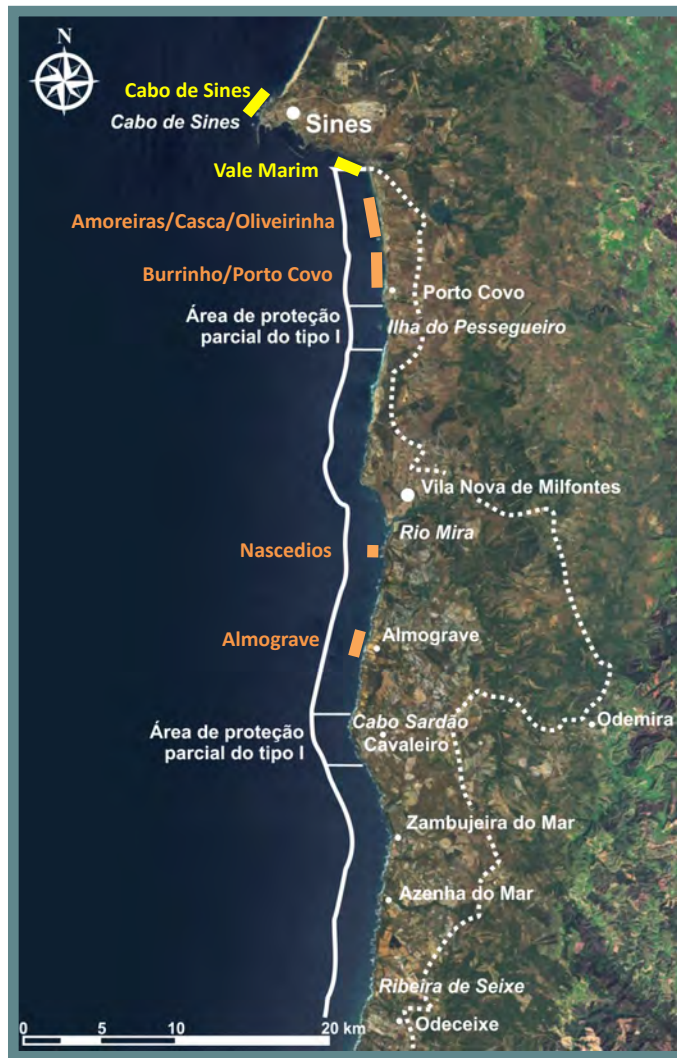 N
Cabo de Sines
Cabo de Sines
Sines
Vale Marim
Amoreiras/Casca/Oliveirinha
Burrinho/Porto Covo
Porto Covo
Área de proteção
parcial do tipo I
Ilha do Pessegueiro
Vila Nova de Milfontes
Rio Mira
Nascedios
Almograve
Almograve
Cabo Sardão
Odemira
Área de proteção
parcial do tipo I
Cavaleiro
Zambujeira do Mar
Azenha do Mar
Ribeira de Seixe
0 5 10 20 km
Odeceixe